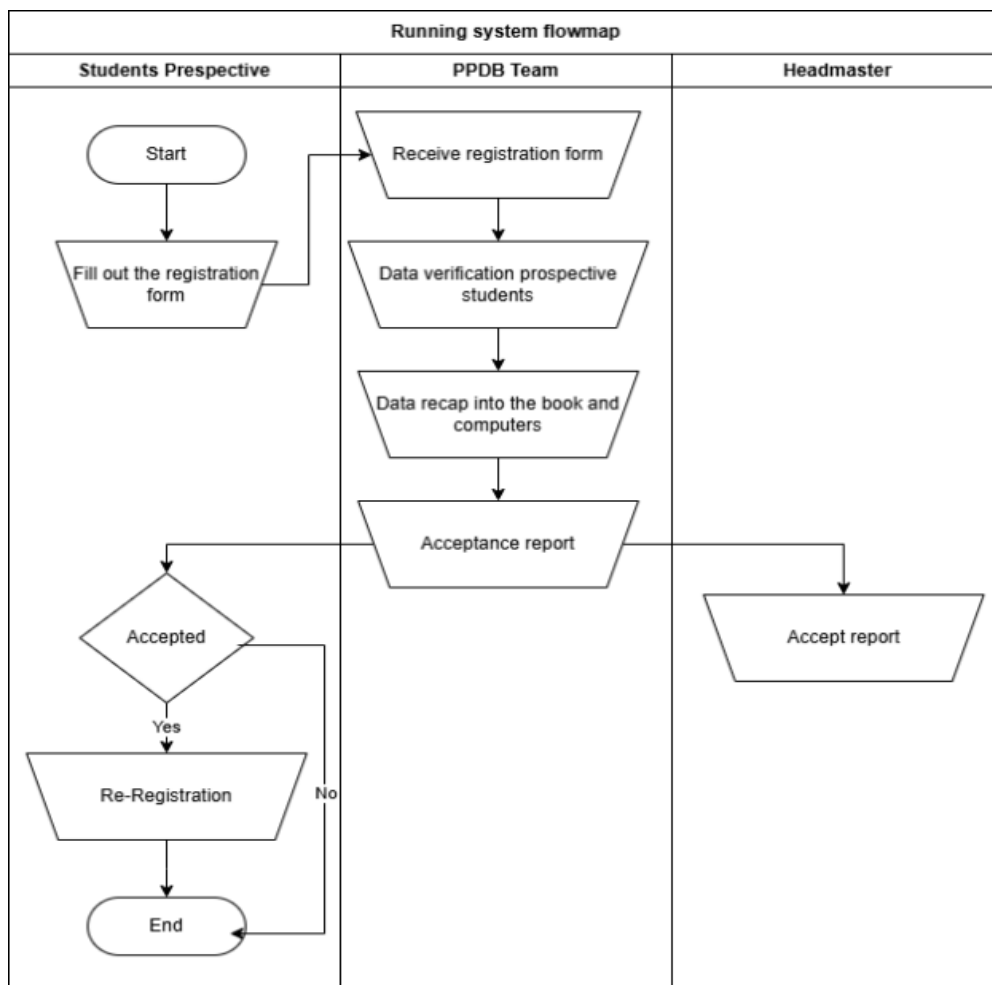 Running system flowmap
Students Prespective
PPDB Team
Headmaster
Start
Receive registration form
Fill out the registration
form
Data verification prospective
students
Data recap into the book and
computers
Acceptance report
Accepted
Accept report
Yes
Re-Registration
No
End